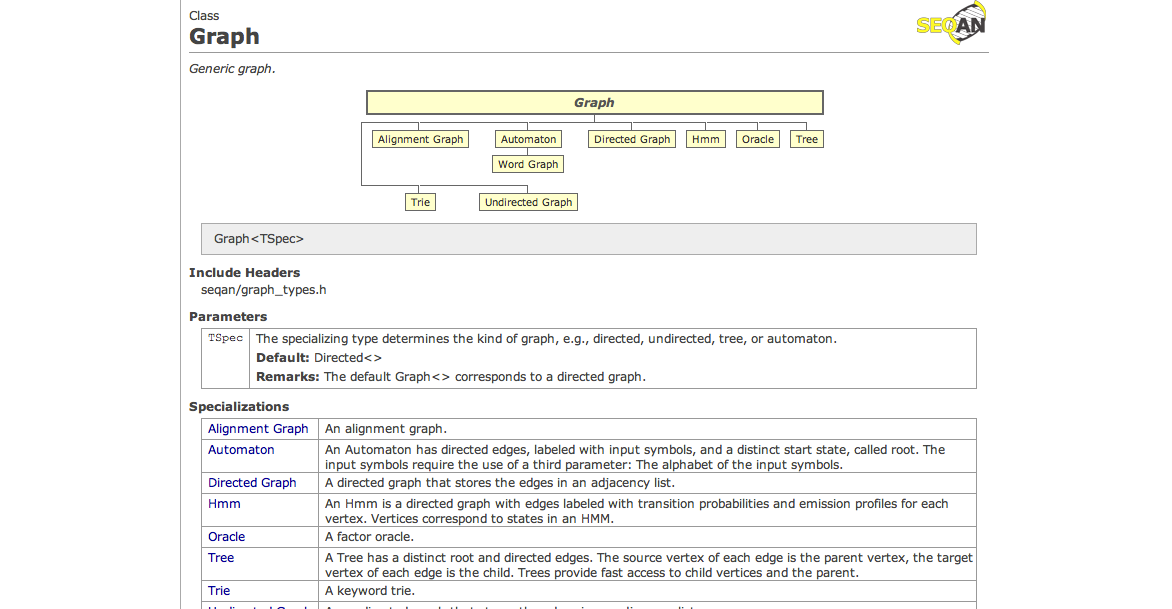 Class
SEQAN
Graph
Generic graph.
Graph
Alignment Graph Automaton Directed Graph Hmm Oracle Tree
Word Graph
Trie Undirected Graph
Graph<TSpec>
Include Headers
seqan/graph_types.h
Parameters
TSpec The specializing type determines the kind of graph, e.g., directed, undirected, tree, or automaton.
Default: Directed<>
Remarks: The default Graph<> corresponds to a directed graph.
Specializations
Alignment Graph An alignment graph.
Automaton An Automaton has directed edges, labeled with input symbols, and a distinct start state, called root. The
input symbols require the use of a third parameter: The alphabet of the input symbols.
Directed Graph A directed graph that stores the edges in an adjacency list.
Hmm An Hmm is a directed graph with edges labeled with transition probabilities and emission profiles for each
vertex. Vertices correspond to states in an HMM.
Oracle A factor oracle.
Tree A Tree has a distinct root and directed edges. The source vertex of each edge is the parent vertex, the target
vertex of each edge is the child. Trees provide fast access to child vertices and the parent.
Trie A keyword trie.